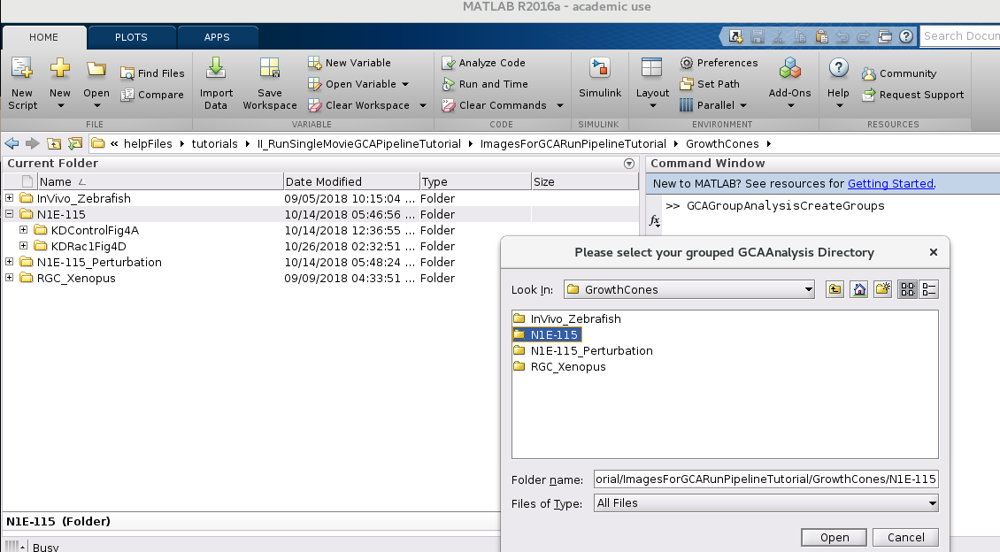 MATLAB R2016a - academic use
HOME PLOTS APPS
Search Docum
New Script
New
Open
Find Files
Compare
Import Data
Save Workspace
New Variable
Open Variable
Clear Workspace
Analyze Code
Run and Time
Clear Commands
Simulink
Layout
Preferences
Set Path
Parallel
Add-Ons
Help
Community
Request Support
FILE VARIABLE CODE SIMULINK ENVIRONMENT RESOURCES
« helpFiles tutorials II_RunSingleMovieGCAPipelineTutorial ImagesForGCARunPipelineTutorial GrowthCones
Current Folder
Name Date Modified Type Size
InVivo_Zebrafish 09/05/2018 10:15:04 ... Folder
N1E-115 10/14/2018 05:46:56 ... Folder
KDControlFig4A 10/14/2018 12:36:55 ... Folder
KDRac1Fig4D 10/26/2018 02:32:51 ... Folder
N1E-115_Perturbation 10/14/2018 05:48:24 ... Folder
RGC_Xenopus 09/09/2018 04:33:51 ... Folder
N1E-115 (Folder)
Busy
Command Window
New to MATLAB? See resources for Getting Started.
fx >> GCAGroupAnalysisCreateGroups
Please select your grouped GCAAnalysis Directory
Look In: GrowthCones
InVivo_Zebrafish
N1E-115
N1E-115_Perturbation
RGC_Xenopus
Folder name: orial/ImagesForGCARunPipelineTutorial/GrowthCones/N1E-115
Files of Type: All Files
Open Cancel